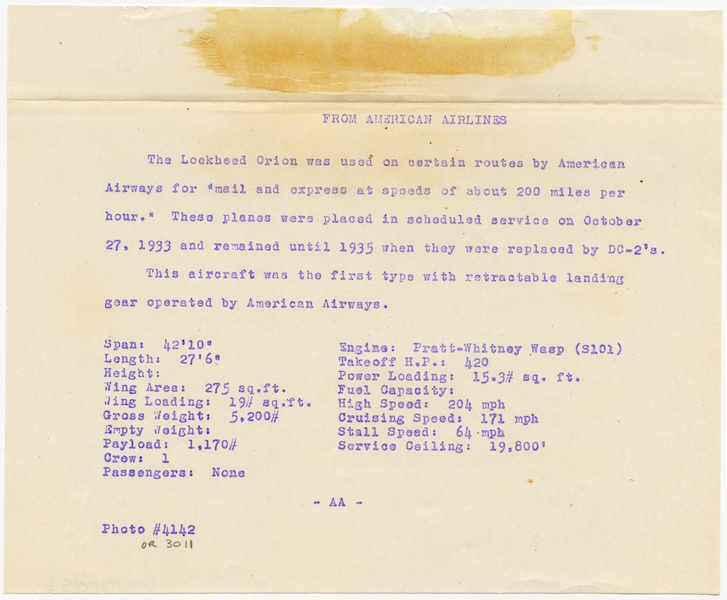 FROM AMERICAN AIRLINES
The Lockheed Orion was used on certain routes by American
Airways for "mail and express at speeds of about 200 miles per
hour." These planes were placed in scheduled service on October
27, 1933 and remained until 1935 when they were replaced by DC-2's.
This aircraft was the first type with retractable landing
gear operated by American Airways.
Span: 42'10"
Length: 27'6"
Height:
Wing Area: 275 sq.ft.
Wing Loading: 19# sq.ft.
Gross Weight: 5,200#
Empty Weight:
Payload: 1,170#
Crew: 1
Passengers: None
Engine: Pratt-Whitney Wasp (S101)
Takeoff H.P.: 420
Power Loading: 15.3# sq. ft.
Fuel Capacity:
High Speed: 204 mph
Cruising Speed: 171 mph
Stall Speed: 64 mph
Service Ceiling: 19,800'
- AA -
Photo #4142
OR 3011